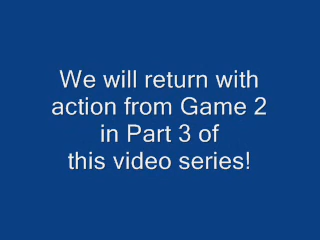 We will return with
action from Game 2
in Part 3 of
this video series!